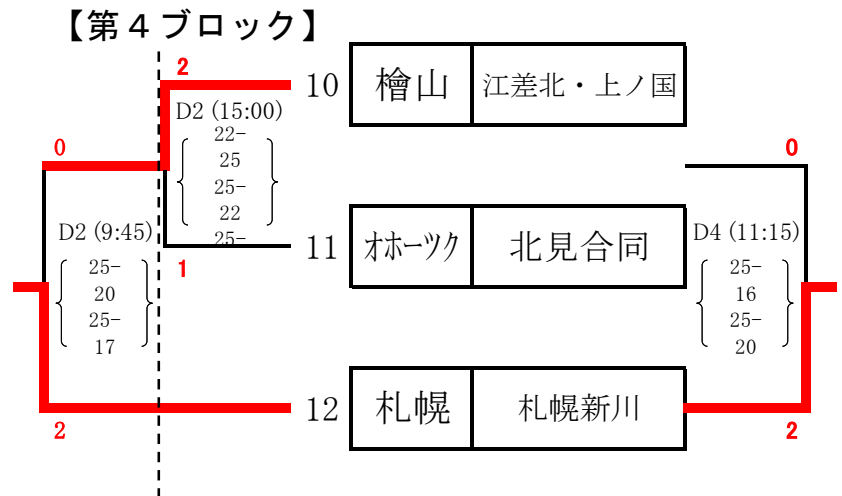 【第４ブロック】
2
10 檜山 江差北・上ノ国
D2 (15:00)
22-
25
25-
22
25-
0
0
D2 (9:45)
11 ｵﾎｰﾂｸ 北見合同
D4 (11:15)
1
25-
20
25-
17
25-
16
25-
20
12 札幌 札幌新川
2
2